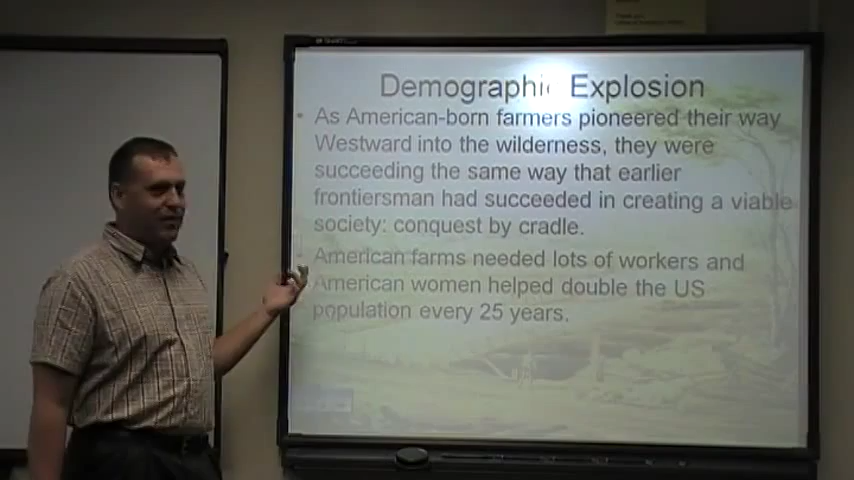 Demographic Explosion
• As American-born farmers pioneered their way
Westward into the wilderness, they were
succeeding the same way that earlier
frontiersman had succeeded in creating a viable
society: conquest by cradle.
• American farms needed lots of workers and
American women helped double the US
population every 25 years.